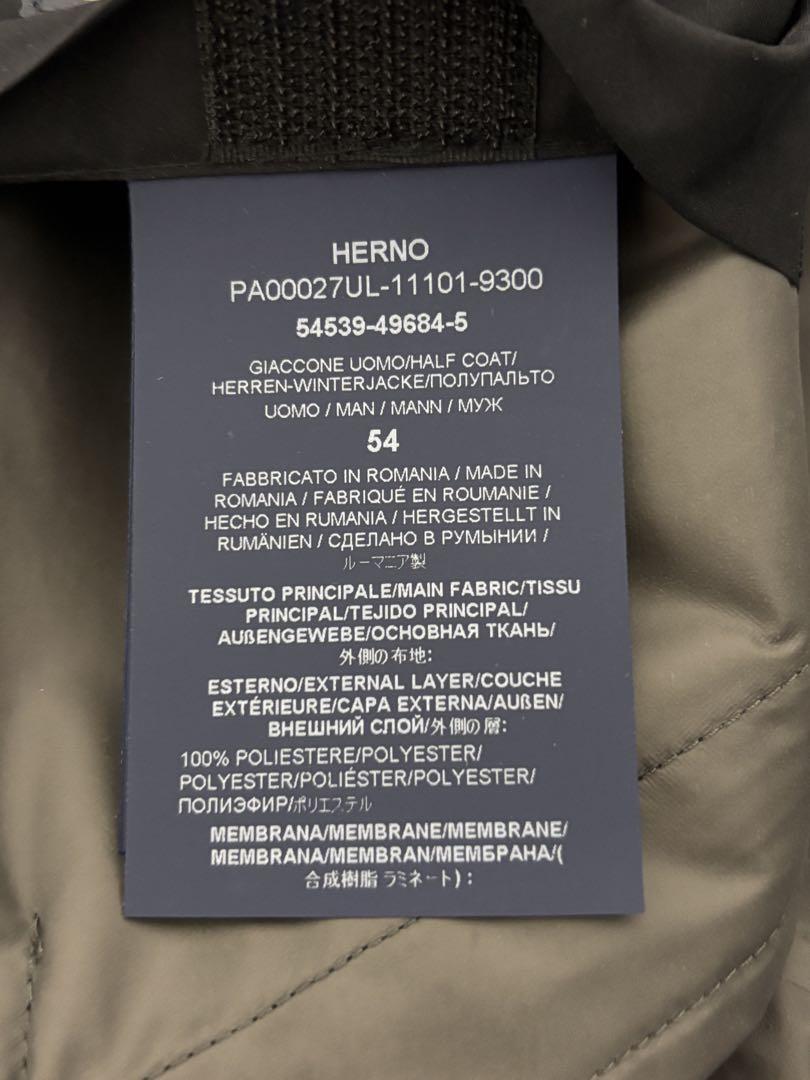 HERNO
PA00027UL-11101-9300
54539-49684-5
GIACCONE UOMO/HALF COAT/
HERREN-WINTERJACKE/ПОЛУПАЛЬТО
UOMO / MAN / MANN / МУЖ
54
FABBRICATO IN ROMANIA / MADE IN
ROMANIA / FABRIQUÉ EN ROUMANIE /
HECHO EN RUMANIA / HERGESTELLT IN
RUMÄNIEN / СДЕЛАНО В РУМЫНИИ /
ルーマニア製
TESSUTO PRINCIPALE/MAIN FABRIC/TISSU
PRINCIPAL/TEJIDO PRINCIPAL/
AUßENGEWEBE/ОСНОВНАЯ ТКАНЬ/
外側の布地:
ESTERNO/EXTERNAL LAYER/COUCHE
EXTÉRIEURE/CAPA EXTERNA/AUßEN/
ВНЕШНИЙ СЛОЙ/外側の層:
100% POLIESTERE/POLYESTER/
POLYESTER/POLIÉSTER/POLYESTER/
ПОЛИЭФИР/ポリエステル
MEMBRANA/MEMBRANE/MEMBRANE/
MEMBRANA/MEMBRAN/МЕМБРАНА/(
合成樹脂 ラミネート):